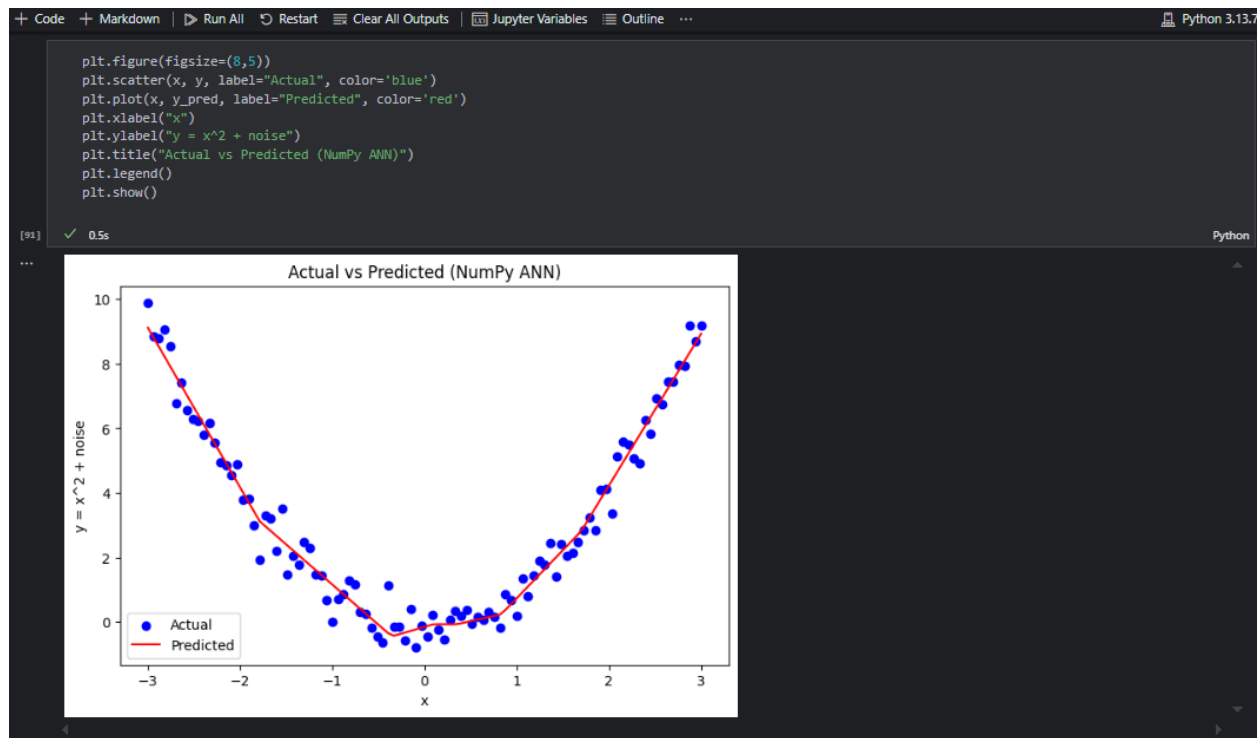 + Code + Markdown | Run All Restart Clear All Outputs | Jupyter Variables Outline ... Python 3.13.7
plt.figure(figsize=(8,5))
plt.scatter(x, y, label="Actual", color='blue')
plt.plot(x, y_pred, label="Predicted", color='red')
plt.xlabel("x")
plt.ylabel("y = x^2 + noise")
plt.title("Actual vs Predicted (NumPy ANN)")
plt.legend()
plt.show()
[91] ✓ 0.5s Python
...
Actual vs Predicted (NumPy ANN)
10
8
6
4
2
0
y = x^2 + noise
Actual
Predicted
−3 −2 −1 0 1 2 3
x